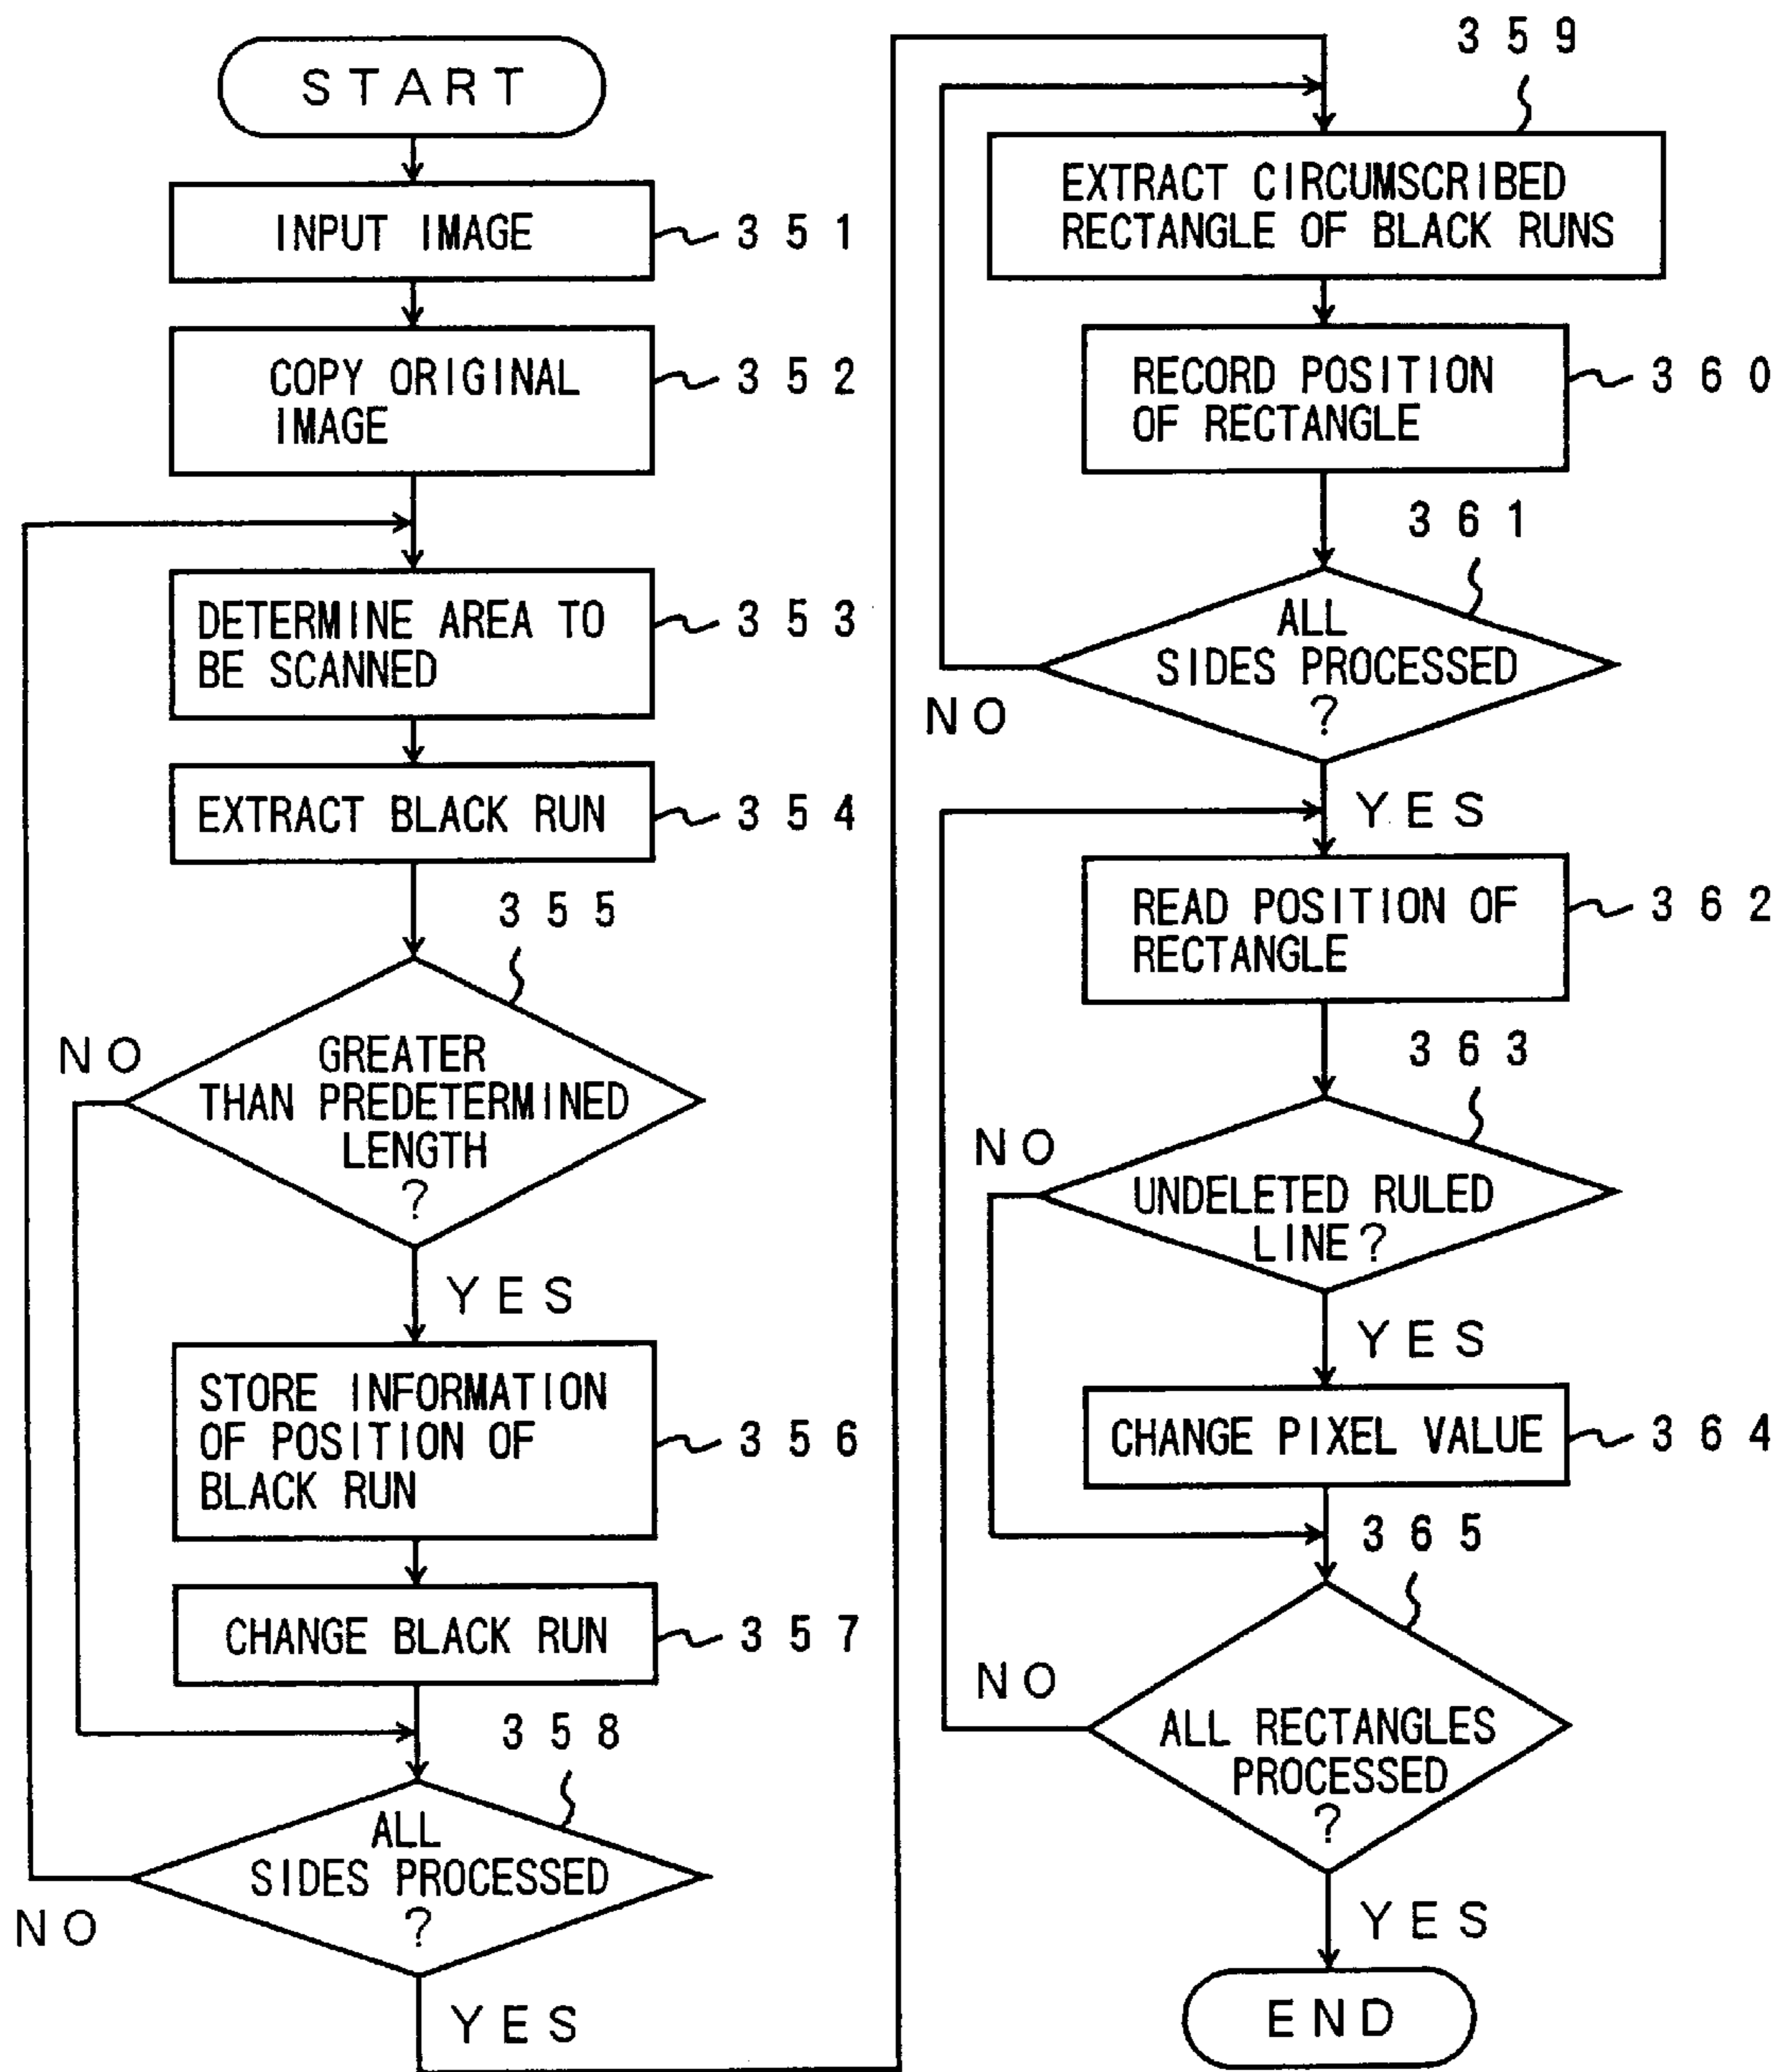 START
INPUT IMAGE
351
COPY ORIGINAL
IMAGE
352
DETERMINE AREA TO
BE SCANNED
353
EXTRACT BLACK RUN
354
355
NO
GREATER
THAN PREDETERMINED
LENGTH
?
YES
STORE INFORMATION
OF POSITION OF
BLACK RUN
356
CHANGE BLACK RUN
357
358
ALL
SIDES PROCESSED
?
NO
YES
359
EXTRACT CIRCUMSCRIBED
RECTANGLE OF BLACK RUNS
RECORD POSITION
OF RECTANGLE
360
361
ALL
SIDES PROCESSED
?
NO
YES
READ POSITION OF
RECTANGLE
362
363
NO
UNDELETED RULED
LINE?
YES
CHANGE PIXEL VALUE
364
365
NO
ALL RECTANGLES
PROCESSED
?
YES
END